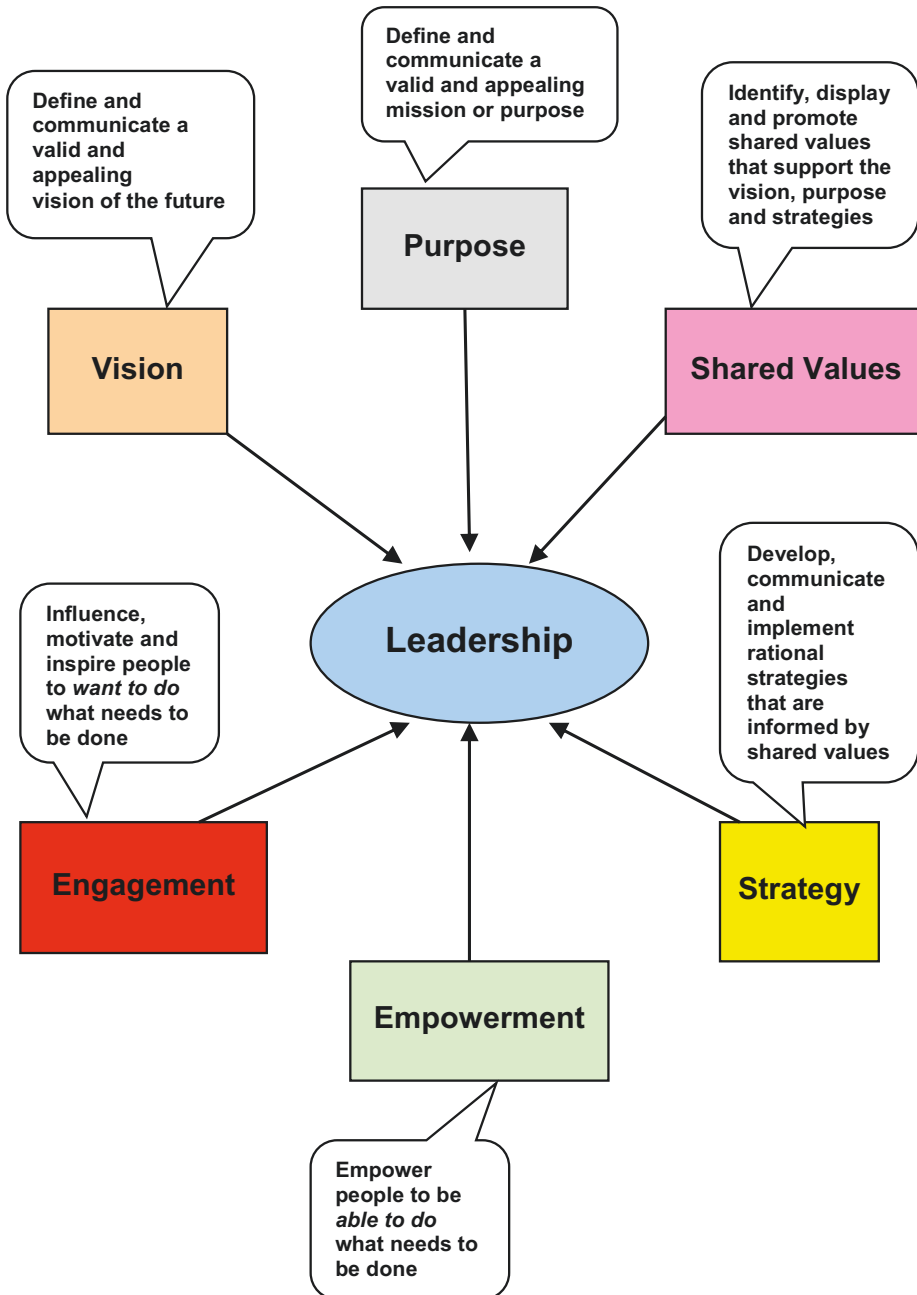 Define and
communicate a
valid and
appealing
vision of the future
Define and
communicate a
valid and appealing
mission or purpose
Identify, display
and promote
shared values
that support the
vision, purpose
and strategies
Vision
Purpose
Shared Values
Leadership
Influence,
motivate and
inspire people
to want to do
what needs to
be done
Develop,
communicate
and
implement
rational
strategies
that are
informed by
shared values
Engagement
Strategy
Empowerment
Empower
people to be
able to do
what needs to
be done